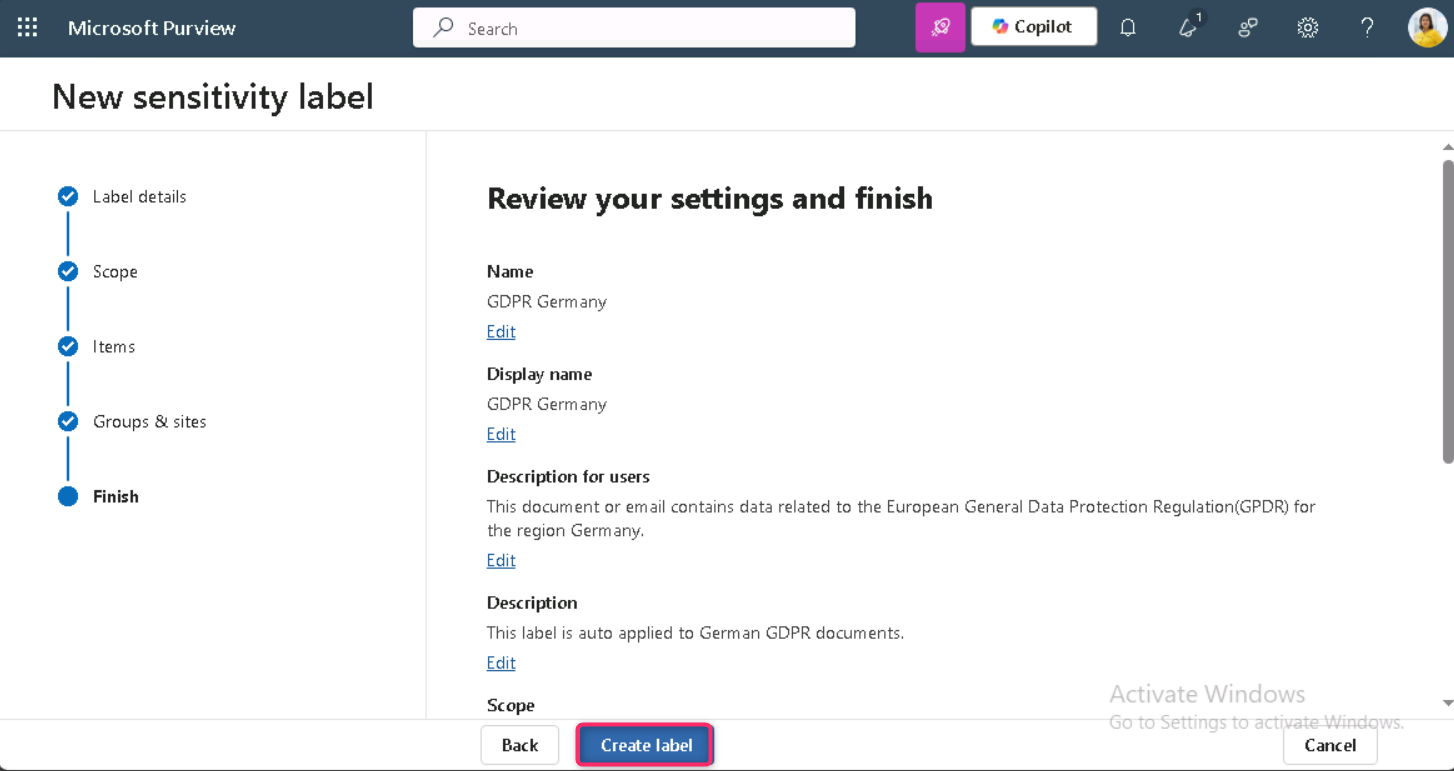 Microsoft Purview
Search
Copilot
1
?
New sensitivity label
Label details
Scope
Items
Groups & sites
Finish
Review your settings and finish
Name
GDPR Germany
Edit
Display name
GDPR Germany
Edit
Description for users
This document or email contains data related to the European General Data Protection Regulation(GPDR) for
the region Germany.
Edit
Description
This label is auto applied to German GDPR documents.
Edit
Scope
Activate Windows
Go to Settings to activate Windows.
Back
Create label
Cancel